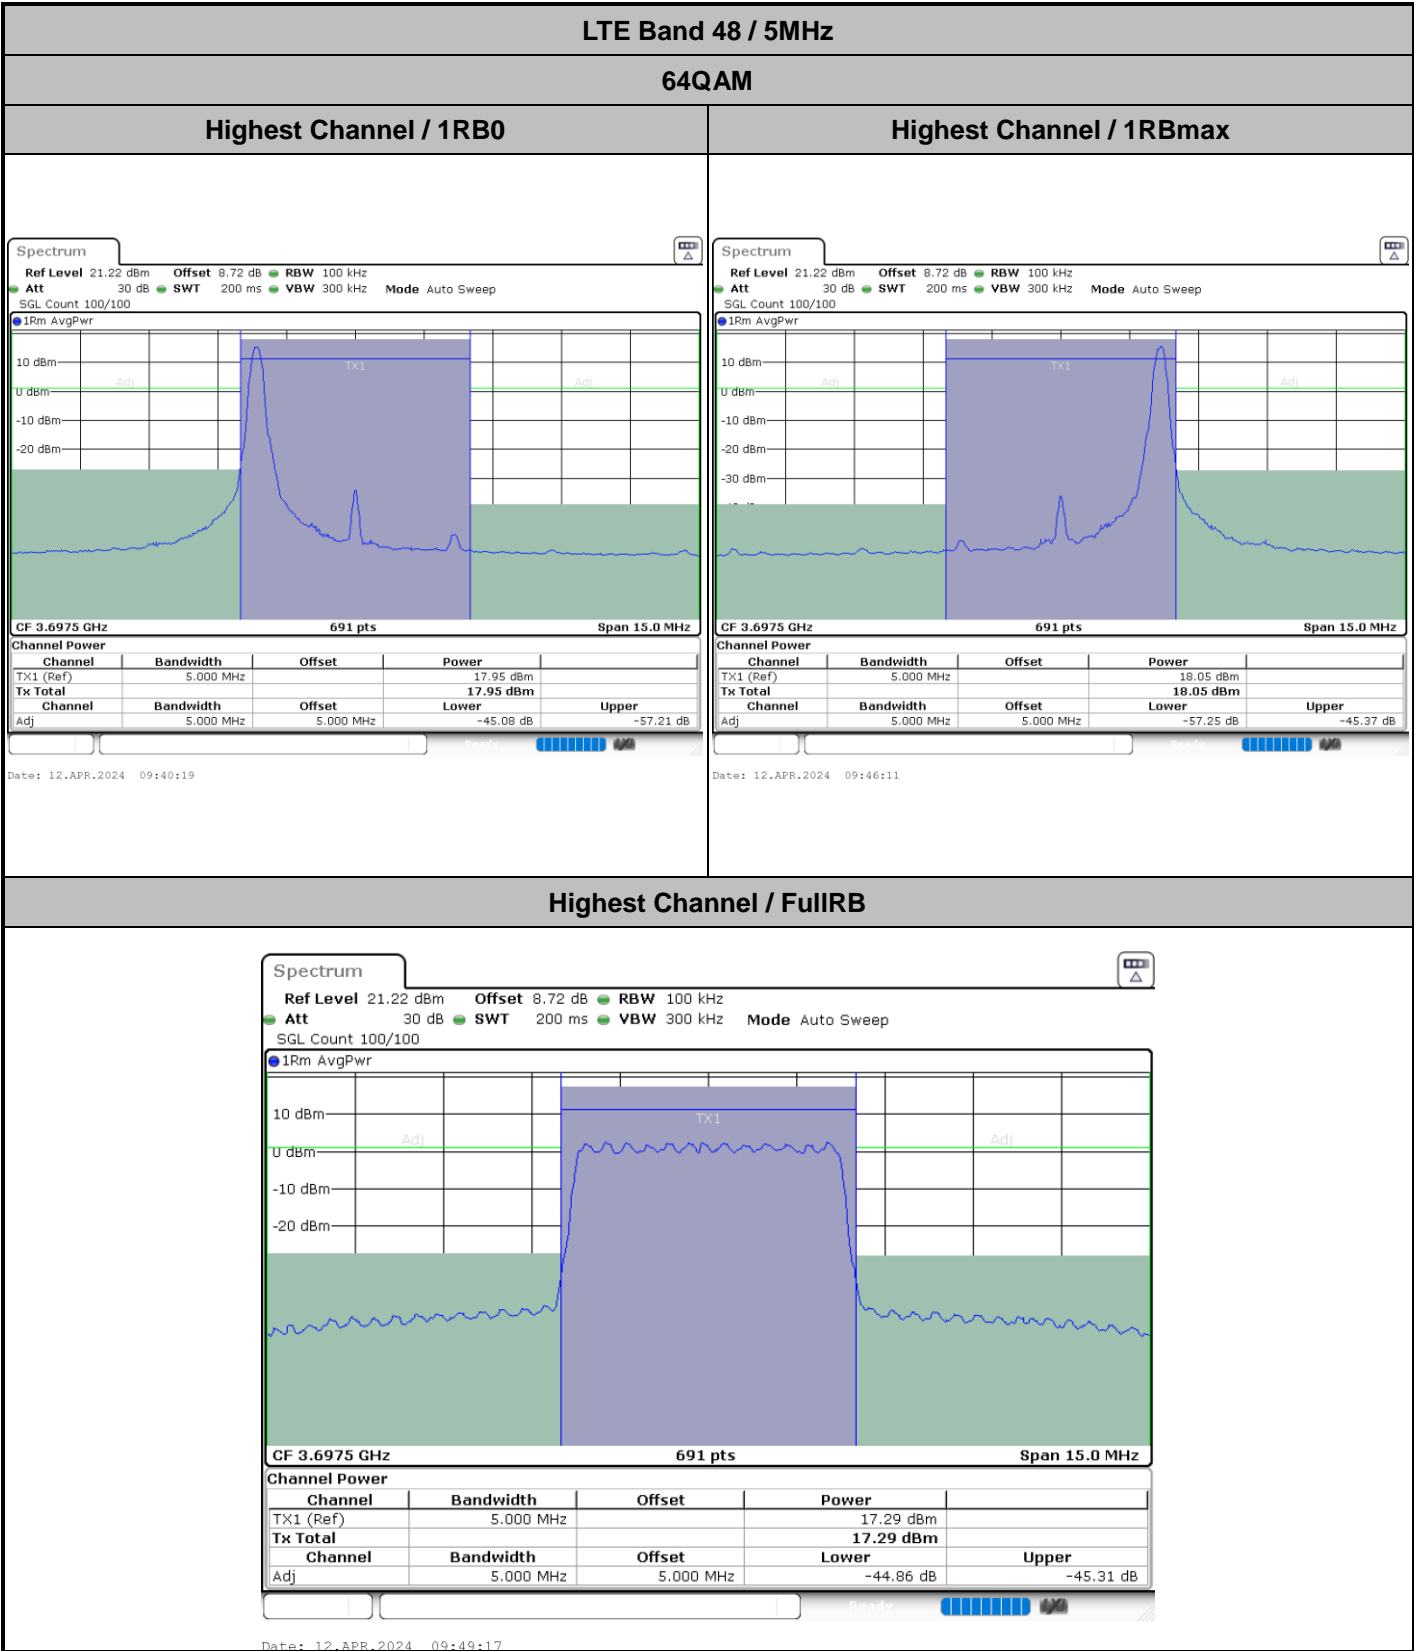 LTE Band 48 / 5MHz
64QAM
Highest Channel / 1RB0
Highest Channel / 1RBmax
Spectrum
Ref Level 21.22 dBm Offset 8.72 dB RBW 100 kHz
Att 30 dB SWT 200 ms VBW 300 kHz Mode Auto Sweep
SGL Count 100/100
1Rm AvgPwr
10 dBm
TX1
Adj
Adj
0 dBm
-10 dBm
-20 dBm
CF 3.6975 GHz 691 pts Span 15.0 MHz
Channel Power
Channel Bandwidth Offset Power
TX1 (Ref) 5.000 MHz 17.95 dBm
Tx Total 17.95 dBm
Channel Bandwidth Offset Lower Upper
Adj 5.000 MHz 5.000 MHz -45.08 dB -57.21 dB
Ready
Date: 12.APR.2024 09:40:19
Spectrum
Ref Level 21.22 dBm Offset 8.72 dB RBW 100 kHz
Att 30 dB SWT 200 ms VBW 300 kHz Mode Auto Sweep
SGL Count 100/100
1Rm AvgPwr
10 dBm
TX1
Adj
Adj
0 dBm
-10 dBm
-20 dBm
-30 dBm
CF 3.6975 GHz 691 pts Span 15.0 MHz
Channel Power
Channel Bandwidth Offset Power
TX1 (Ref) 5.000 MHz 18.05 dBm
Tx Total 18.05 dBm
Channel Bandwidth Offset Lower Upper
Adj 5.000 MHz 5.000 MHz -57.25 dB -45.37 dB
Ready
Date: 12.APR.2024 09:46:11
Highest Channel / FullRB
Spectrum
Ref Level 21.22 dBm Offset 8.72 dB RBW 100 kHz
Att 30 dB SWT 200 ms VBW 300 kHz Mode Auto Sweep
SGL Count 100/100
1Rm AvgPwr
10 dBm
TX1
Adj
Adj
0 dBm
-10 dBm
-20 dBm
CF 3.6975 GHz 691 pts Span 15.0 MHz
Channel Power
Channel Bandwidth Offset Power
TX1 (Ref) 5.000 MHz 17.29 dBm
Tx Total 17.29 dBm
Channel Bandwidth Offset Lower Upper
Adj 5.000 MHz 5.000 MHz -44.86 dB -45.31 dB
Ready
Date: 12.APR.2024 09:49:17